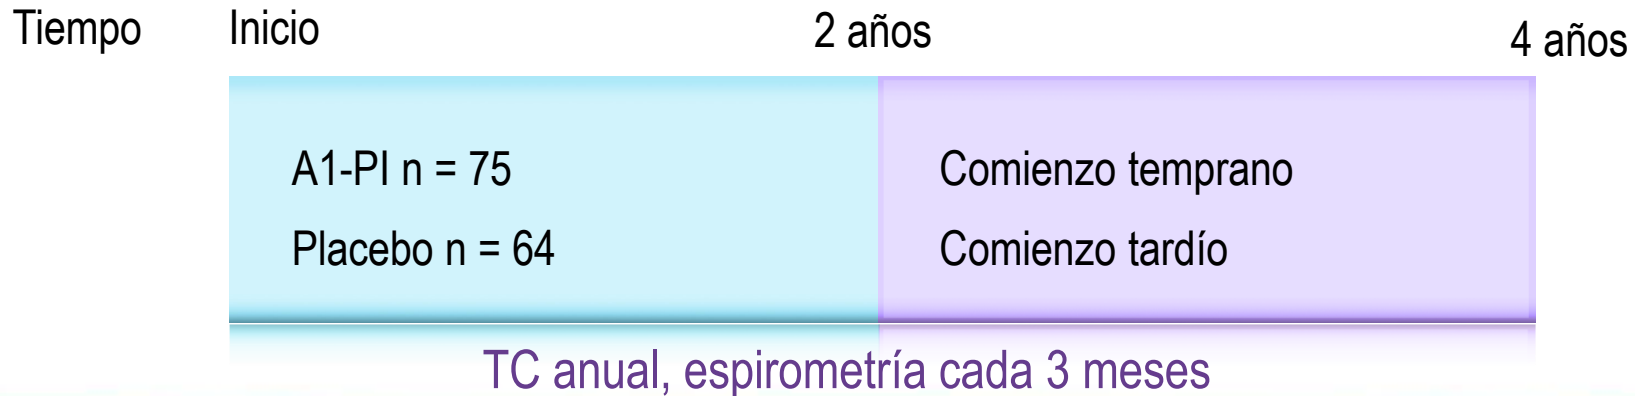 Tiempo Inicio 2 años 4 años
A1-PI n = 75 Comienzo temprano
Placebo n = 64 Comienzo tardío
TC anual, espirometría cada 3 meses